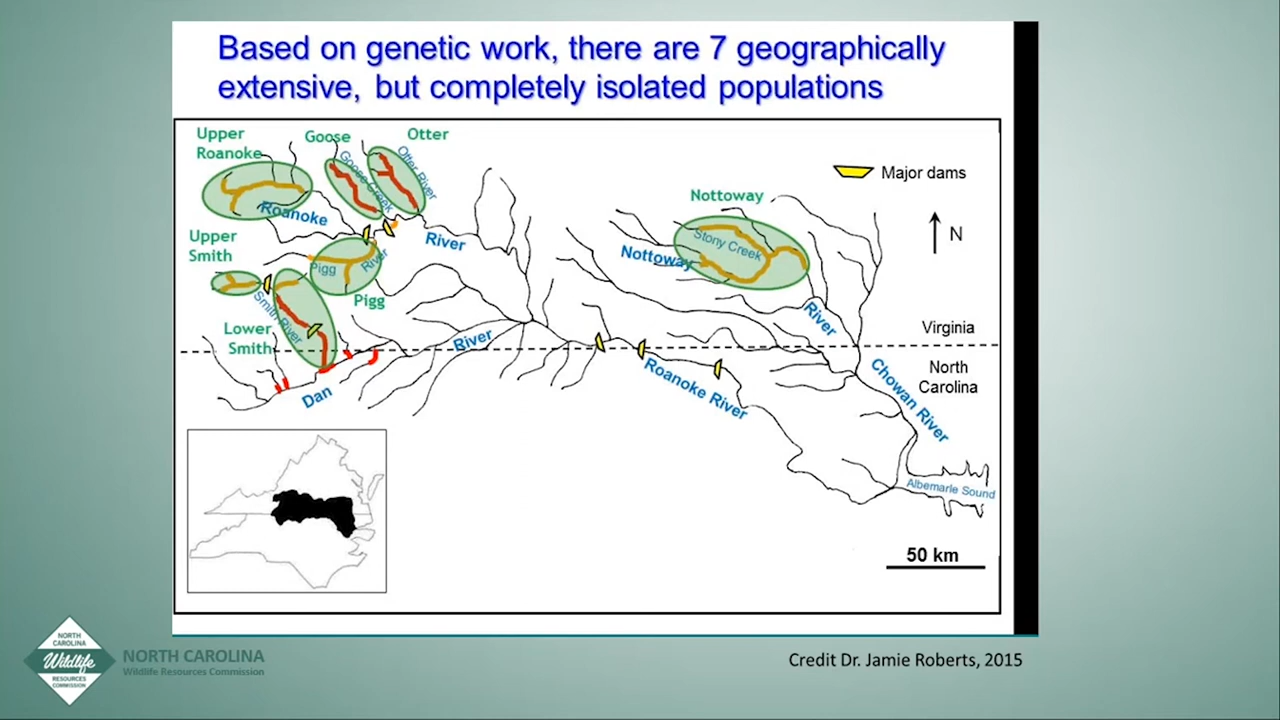 Based on genetic work, there are 7 geographically
extensive, but completely isolated populations
Upper
Roanoke
Goose
Otter
Goose Creek
Otter River
Roanoke
River
Upper
Smith
Pigg
River
Pigg
Smith River
Lower
Smith
Dan
River
Nottoway
Stony Creek
Nottoway
River
Major dams
N
Virginia
North
Carolina
Roanoke River
Chowan River
Albemarle Sound
50 km
NORTH
CAROLINA
Wildlife
RESOURCES
COMMISSION
NORTH CAROLINA
Wildlife Resources Commission
Credit Dr. Jamie Roberts, 2015